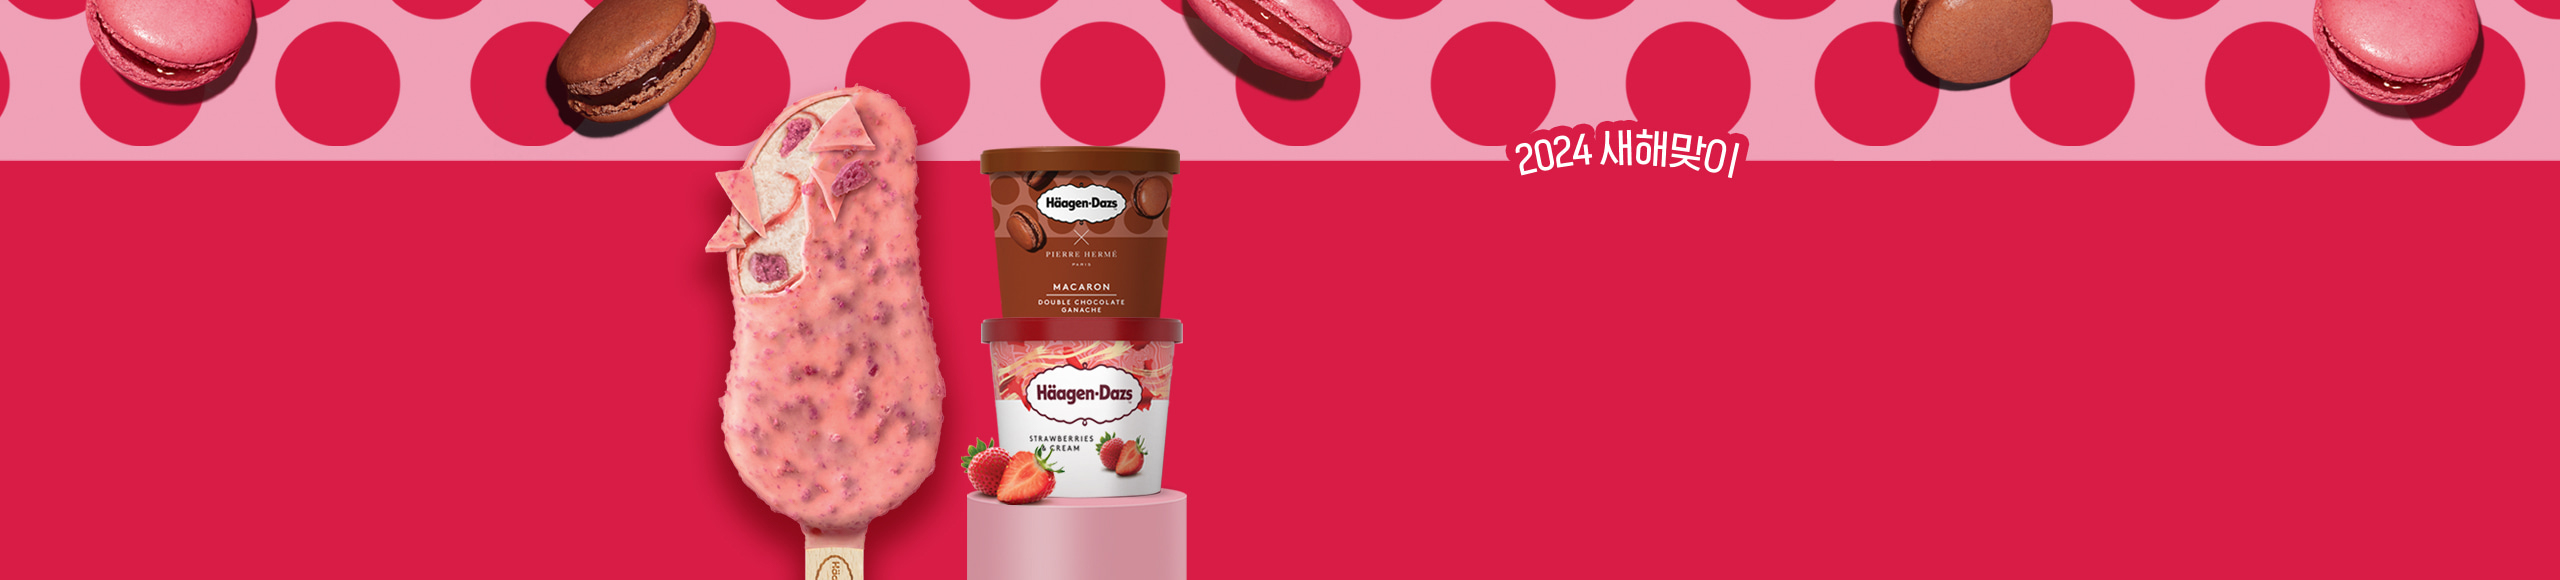 2024 새해맞이
Häagen-Dazs
PIERRE HERMÉ
PARIS
MACARON
DOUBLE CHOCOLATE
GANACHE
Häagen-Dazs
STRAWBERRIES
& CREAM